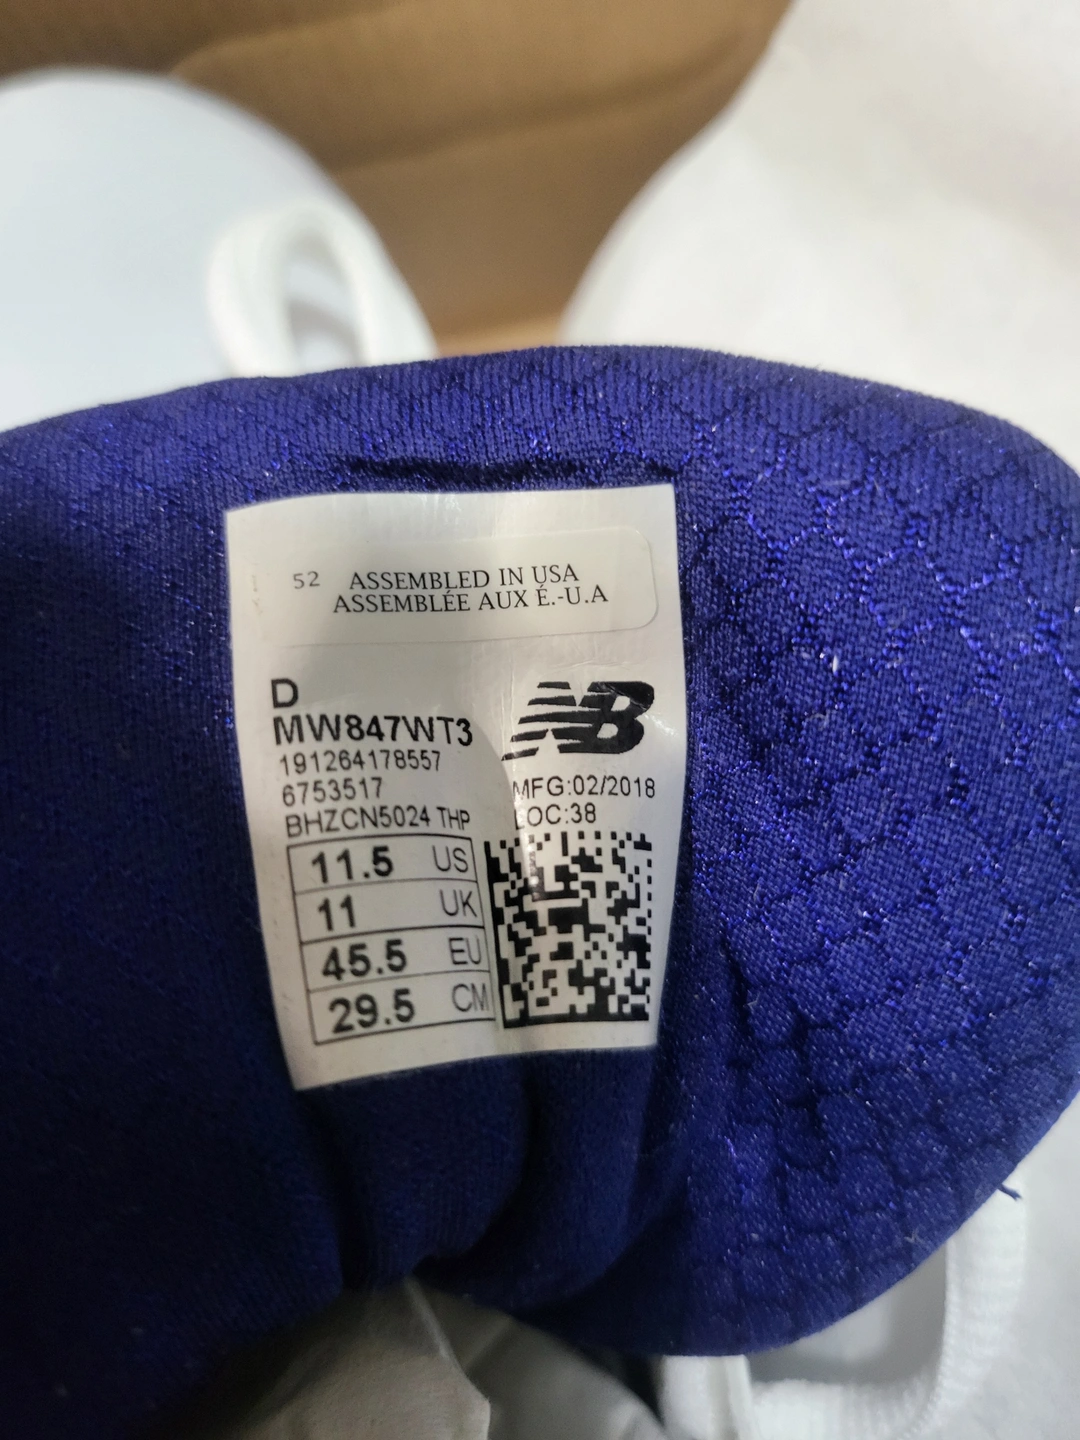 52 ASSEMBLED IN USA
ASSEMBLÉE AUX É.-U.A
D
MW847WT3
191264178557
6753517
BHZCN5024 THP
NB
MFG:02/2018
LOC:38
11.5 US
11 UK
45.5 EU
29.5 CM